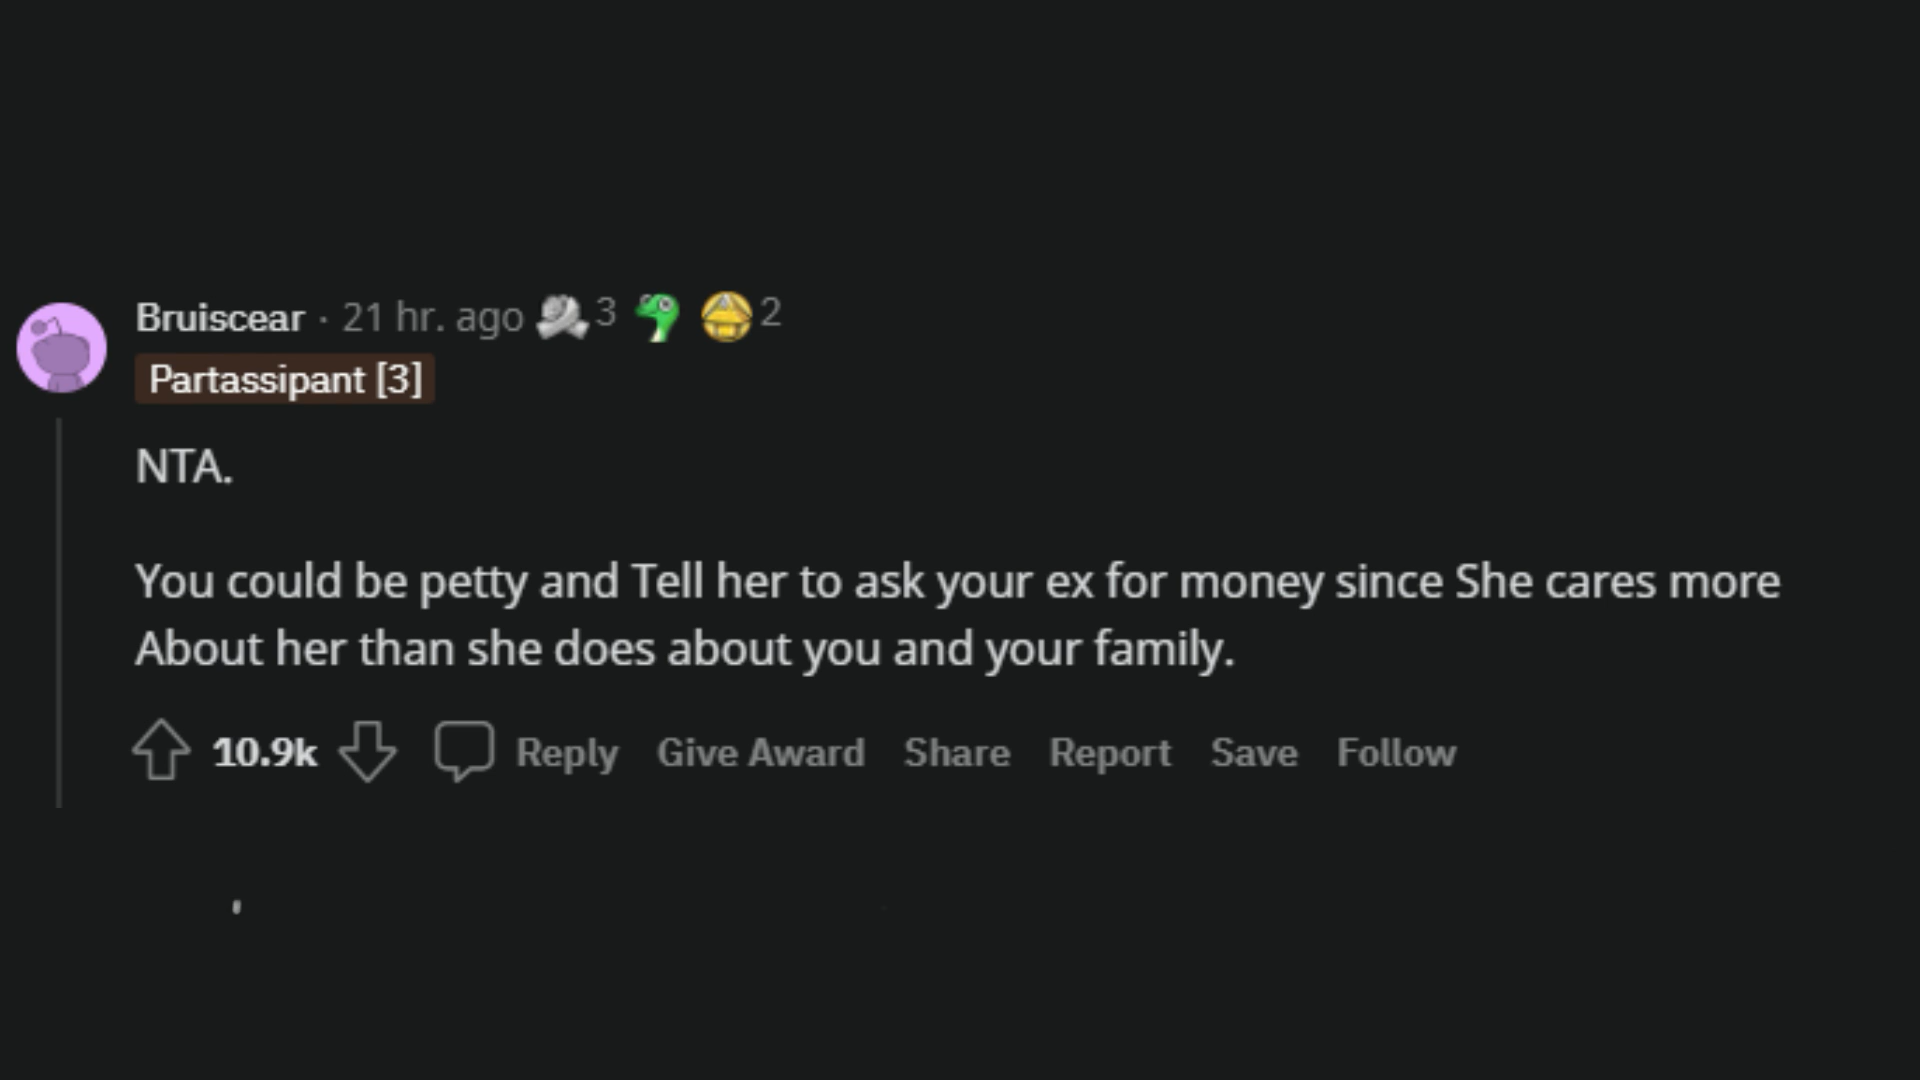 Bruiscear · 21 hr. ago 3 2
Partassipant [3]
NTA.
You could be petty and Tell her to ask your ex for money since She cares more
About her than she does about you and your family.
10.9k Reply Give Award Share Report Save Follow